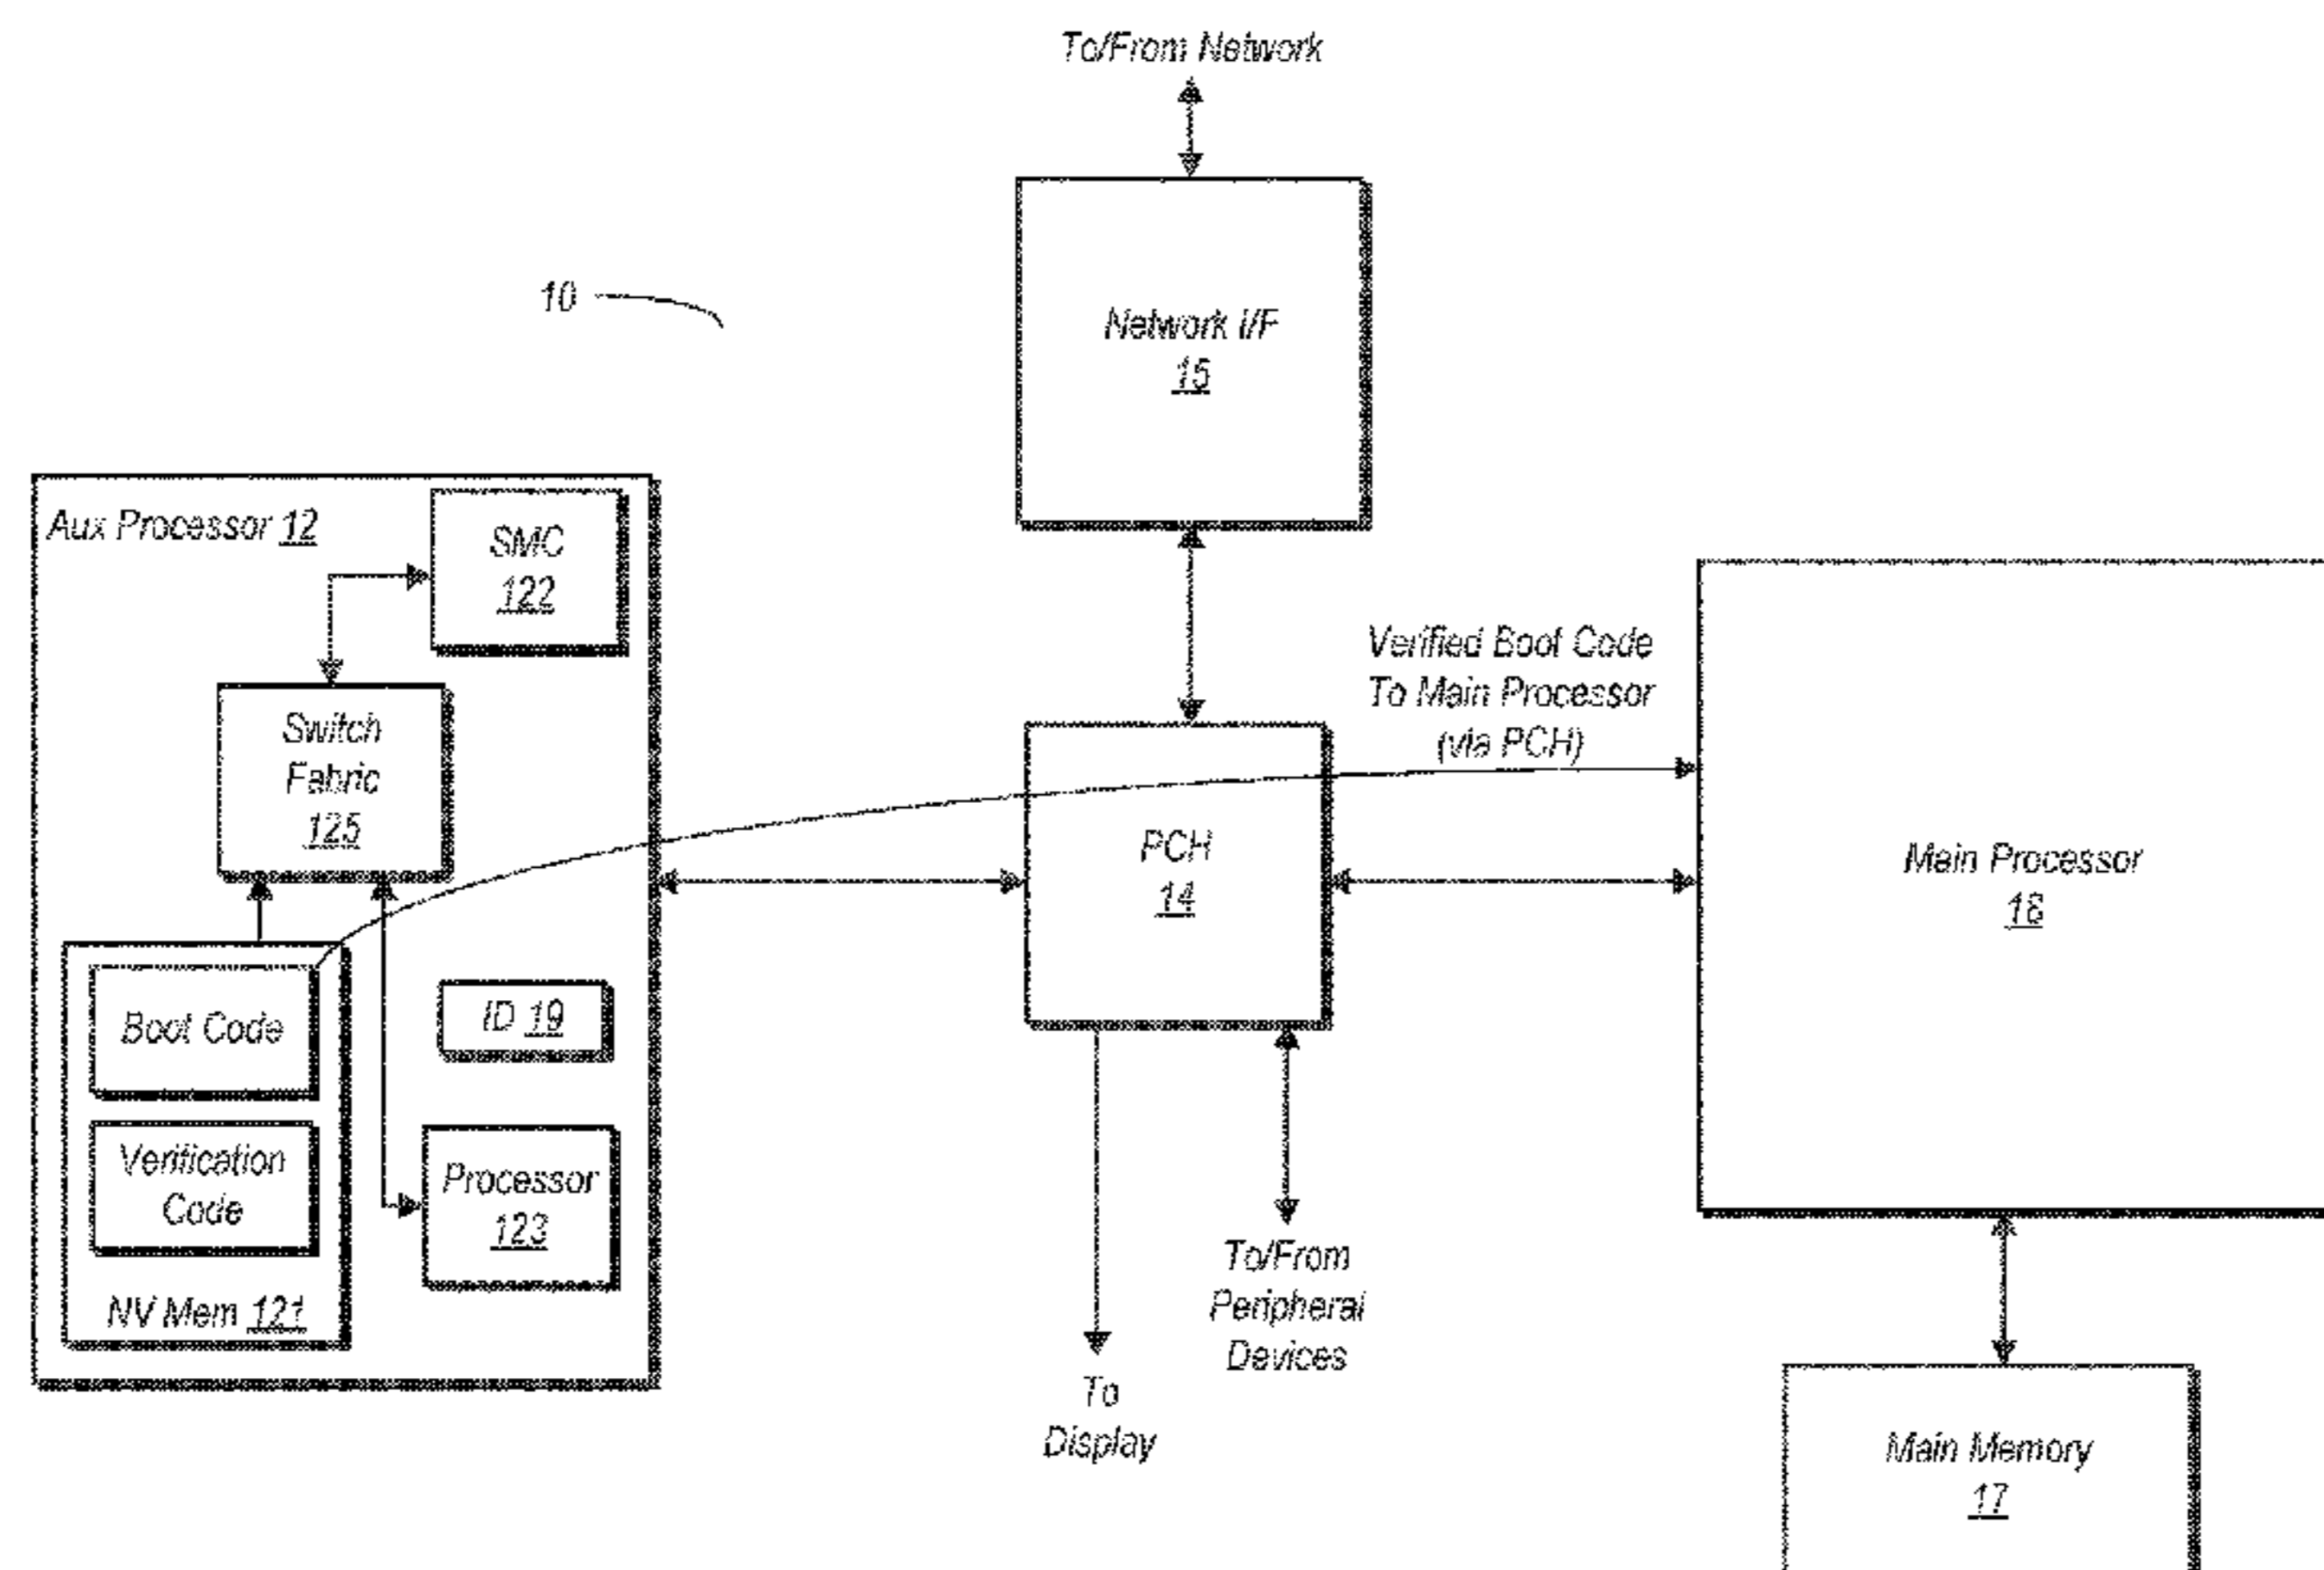 To/From Network
10
Network I/F
15
Aux Processor 12
SMC
122
Switch
Fabric
125
Verified Boot Code
To Main Processor
(via PCH)
PCH
14
Main Processor
18
Boot Code
ID 19
Verification
Code
Processor
123
NV Mem 121
To/From
Peripheral
Devices
To
Display
Main Memory
17